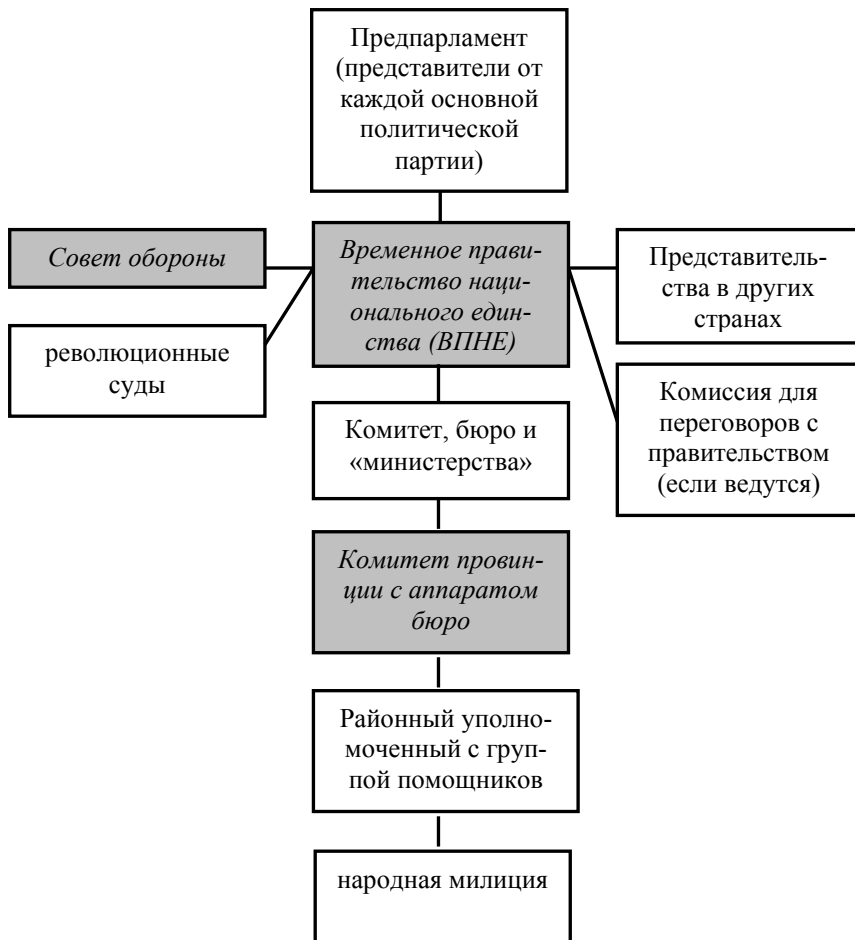 Предпарламент
(представители от
каждой основной
политической
партии)
Совет обороны
Временное прави-
тельство наци-
онального един-
ства (ВПНЕ)
Представитель-
ства в других
странах
революционные
суды
Комиссия для
переговоров с
правительством
(если ведутся)
Комитет, бюро и
«министерства»
Комитет провин-
ции с аппаратом
бюро
Районный уполно-
моченный с груп-
пой помощников
народная милиция